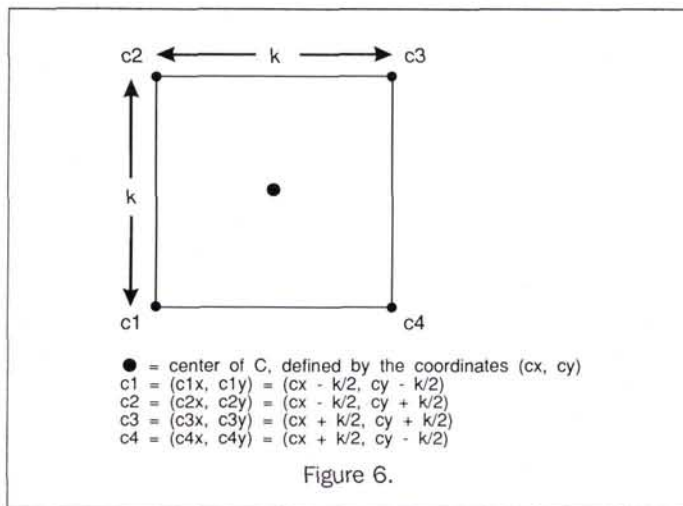 c2 k c3
k
c1 c4
● = center of C, defined by the coordinates (cx, cy)
c1 = (c1x, c1y) = (cx - k/2, cy - k/2)
c2 = (c2x, c2y) = (cx - k/2, cy + k/2)
c3 = (c3x, c3y) = (cx + k/2, cy + k/2)
c4 = (c4x, c4y) = (cx + k/2, cy - k/2)
Figure 6.